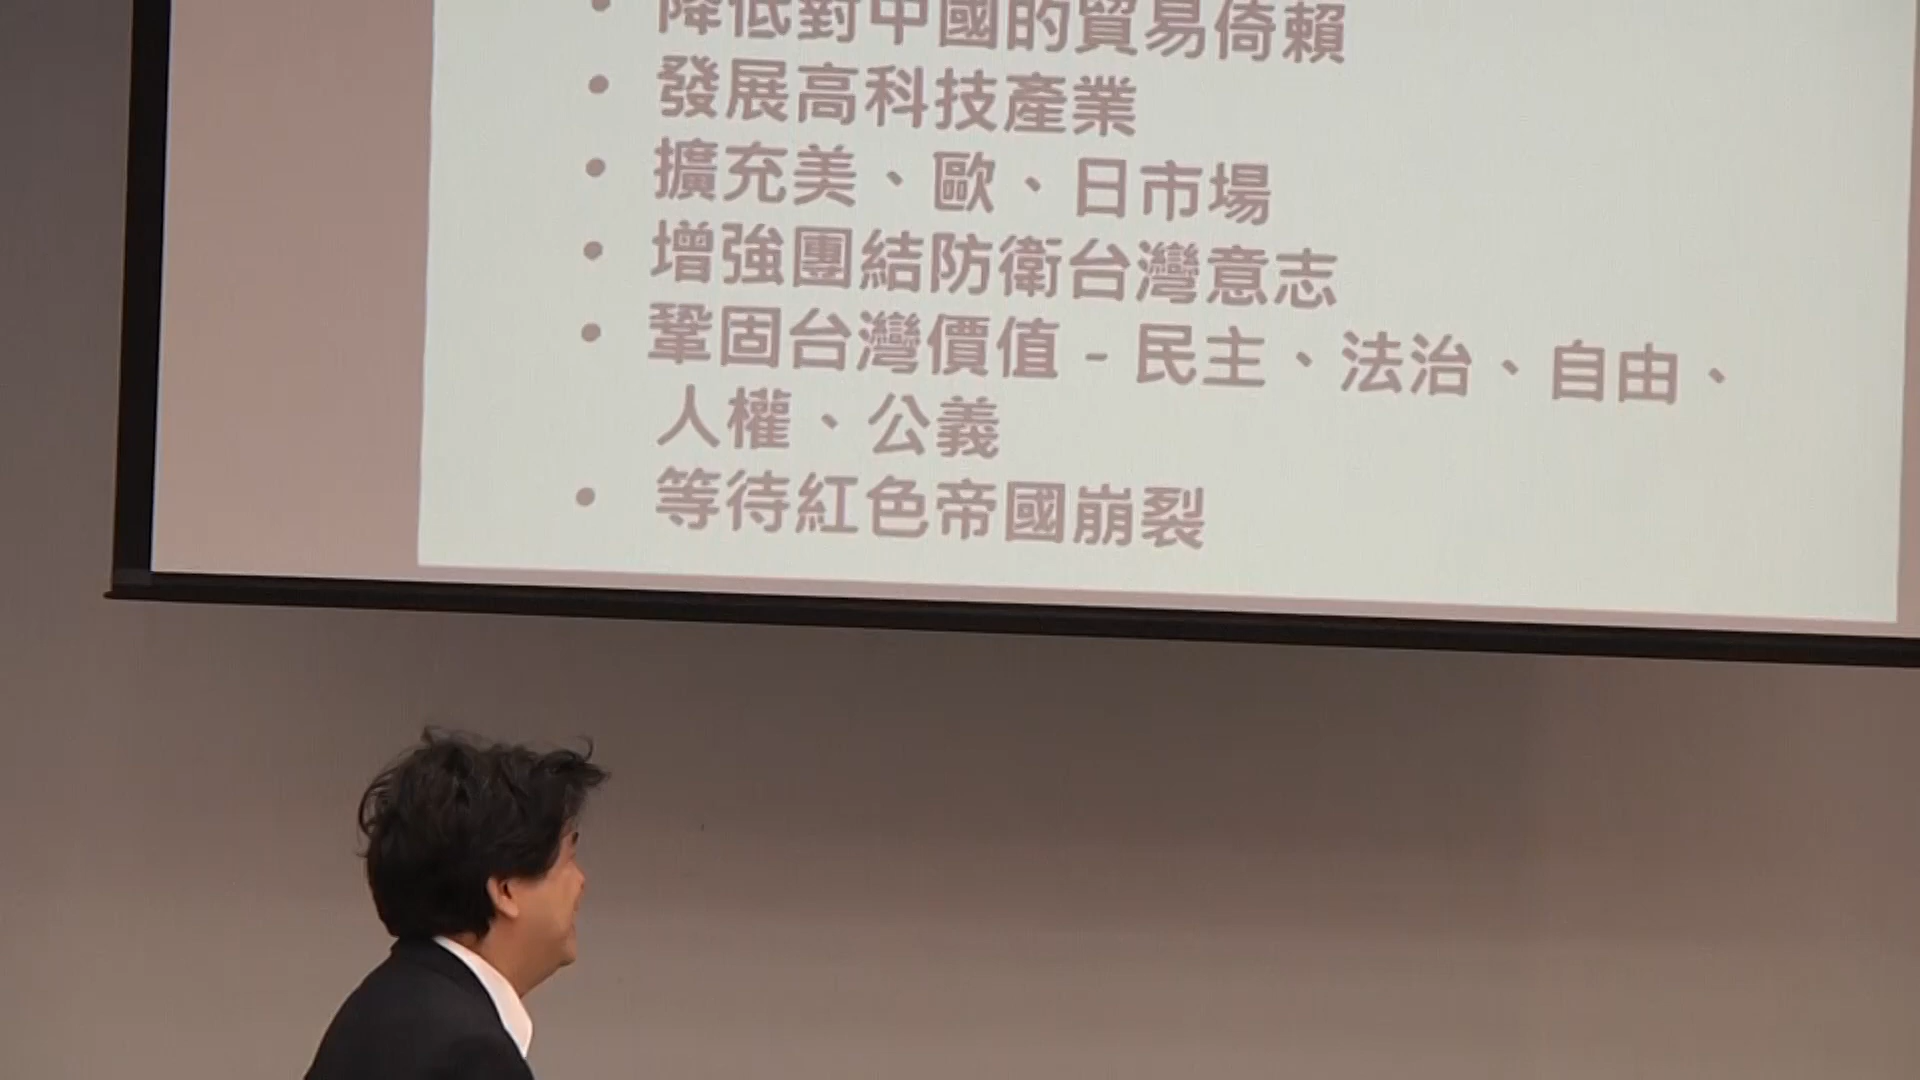 • 降低對中國的貿易倚賴
• 發展高科技產業
• 擴充美、歐、日市場
• 增強團結防衛台灣意志
• 鞏固台灣價值 - 民主、法治、自由、
人權、公義
• 等待紅色帝國崩裂